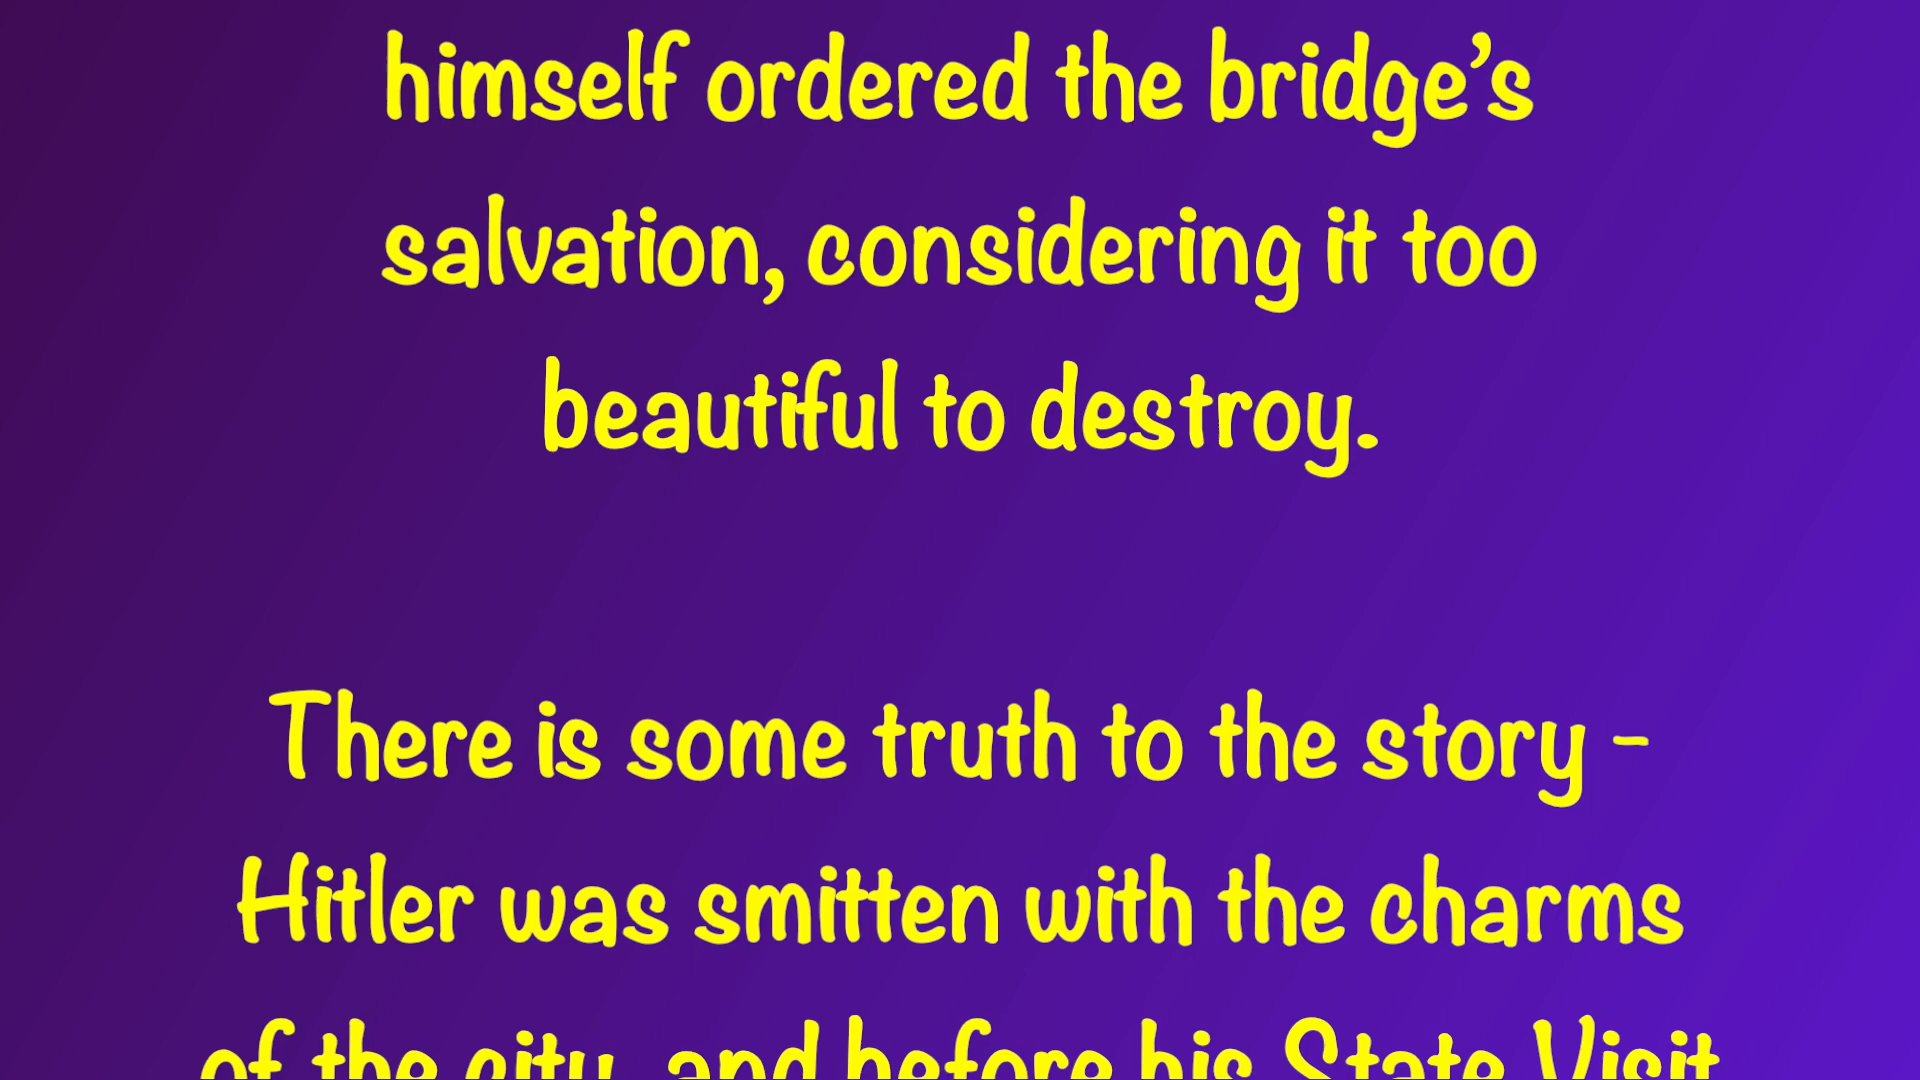 himself ordered the bridge’s
salvation, considering it too
beautiful to destroy.
There is some truth to the story -
Hitler was smitten with the charms
of the city, and before his State Visit